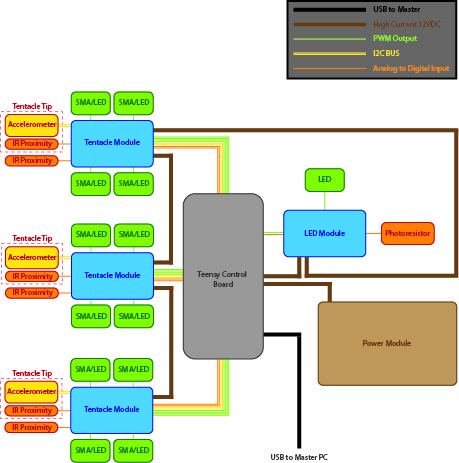 USB to Master
High Current 12VDC
PWM Output
I2C BUS
Analog to Digital Input
SMA/LED
SMA/LED
Tentacle Tip
Accelerometer
IR Proximity
IR Proximity
Tentacle Module
SMA/LED
SMA/LED
LED
LED Module
Photoresistor
SMA/LED
SMA/LED
Tentacle Tip
Accelerometer
IR Proximity
IR Proximity
Tentacle Module
SMA/LED
SMA/LED
Teensy Control
Board
Power Module
SMA/LED
SMA/LED
Tentacle Tip
Accelerometer
IR Proximity
IR Proximity
Tentacle Module
SMA/LED
SMA/LED
USB to Master PC